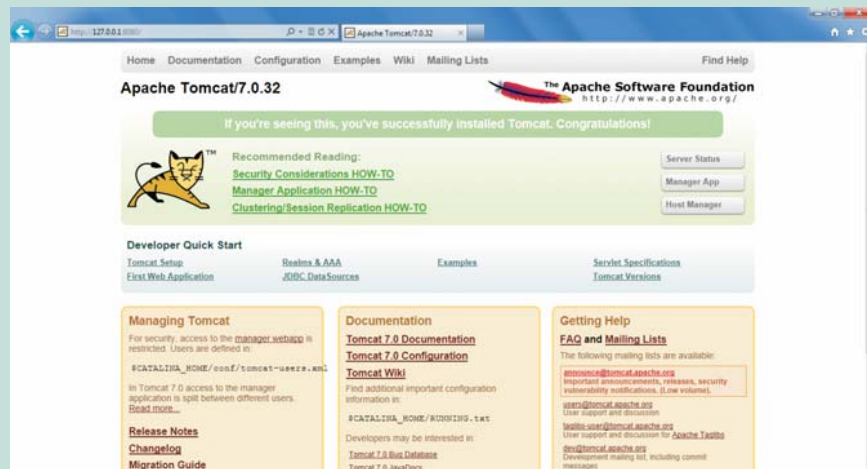 http://127.0.0.1:8080/
Apache Tomcat/7.0.32
Home Documentation Configuration Examples Wiki Mailing Lists Find Help
Apache Tomcat/7.0.32
The Apache Software Foundation
http://www.apache.org/
If you're seeing this, you've successfully installed Tomcat. Congratulations!
TM
Recommended Reading:
Security Considerations HOW-TO
Manager Application HOW-TO
Clustering/Session Replication HOW-TO
Server Status
Manager App
Host Manager
Developer Quick Start
Tomcat Setup
First Web Application
Realms & AAA
JDBC DataSources
Examples
Servlet Specifications
Tomcat Versions
Managing Tomcat
For security, access to the manager webapp is
restricted. Users are defined in:
$CATALINA_HOME/conf/tomcat-users.xml
In Tomcat 7.0 access to the manager
application is split between different users.
Read more...
Release Notes
Changelog
Migration Guide
Documentation
Tomcat 7.0 Documentation
Tomcat 7.0 Configuration
Tomcat Wiki
Find additional important configuration
information in:
$CATALINA_HOME/RUNNING.txt
Developers may be interested in:
Tomcat 7.0 Bug Database
Tomcat 7.0 JavaDocs
Getting Help
FAQ and Mailing Lists
The following mailing lists are available:
announce@tomcat.apache.org
Important announcements, releases, security
vulnerability notifications. (Low volume).
users@tomcat.apache.org
User support and discussion
taglibs-user@tomcat.apache.org
User support and discussion for Apache Taglibs
dev@tomcat.apache.org
Development mailing list, including commit
messages